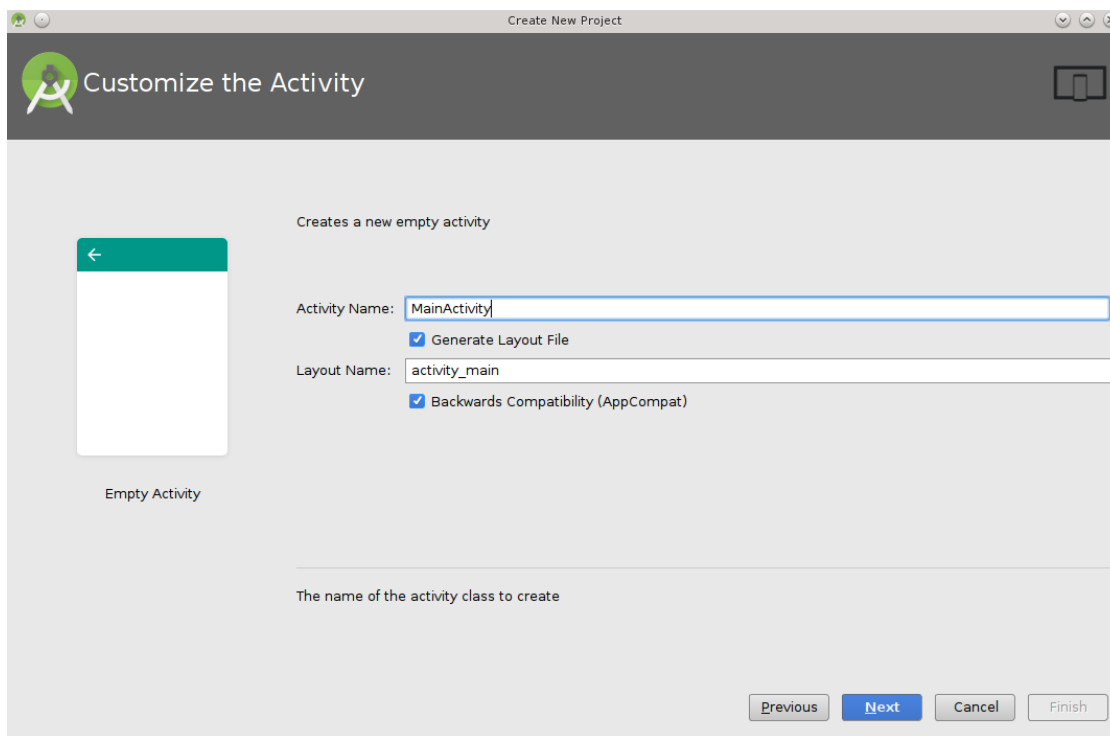 Create New Project
Customize the Activity
Creates a new empty activity
Activity Name: MainActivity
Generate Layout File
Layout Name: activity_main
Backwards Compatibility (AppCompat)
Empty Activity
The name of the activity class to create
Previous Next Cancel Finish